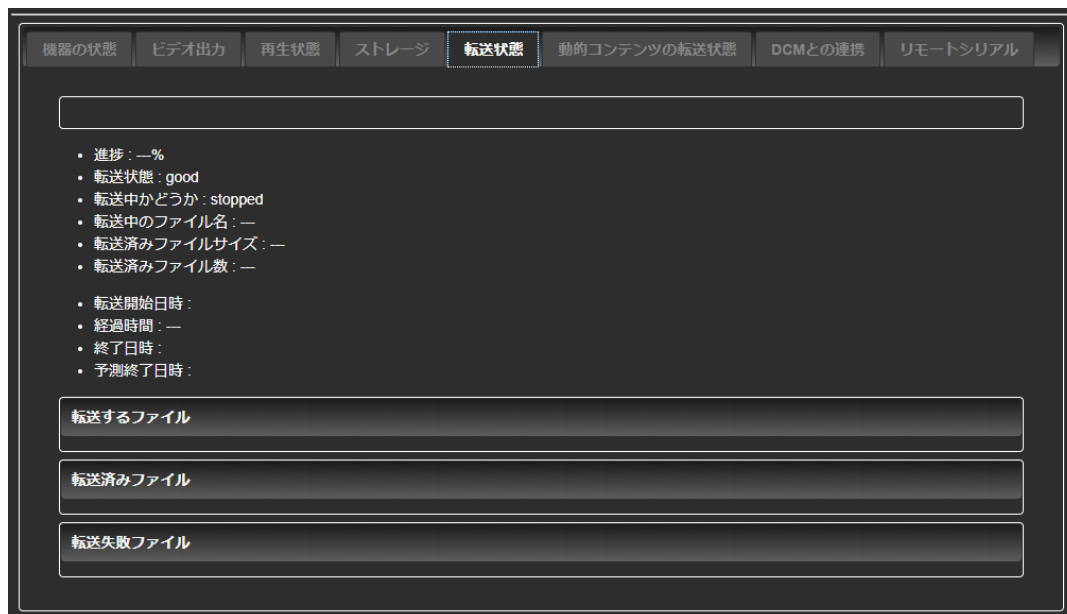 機器の状態 ビデオ出力 再生状態 ストレージ 転送状態 動的コンテンツの転送状態 DCMとの連携 リモートシリアル
・進捗 : ---%
・転送状態 : good
・転送中かどうか : stopped
・転送中のファイル名 : ---
・転送済みファイルサイズ : ---
・転送済みファイル数 : ---
・転送開始日時 :
・経過時間 : ---
・終了日時 :
・予測終了日時 :
転送するファイル
転送済みファイル
転送失敗ファイル